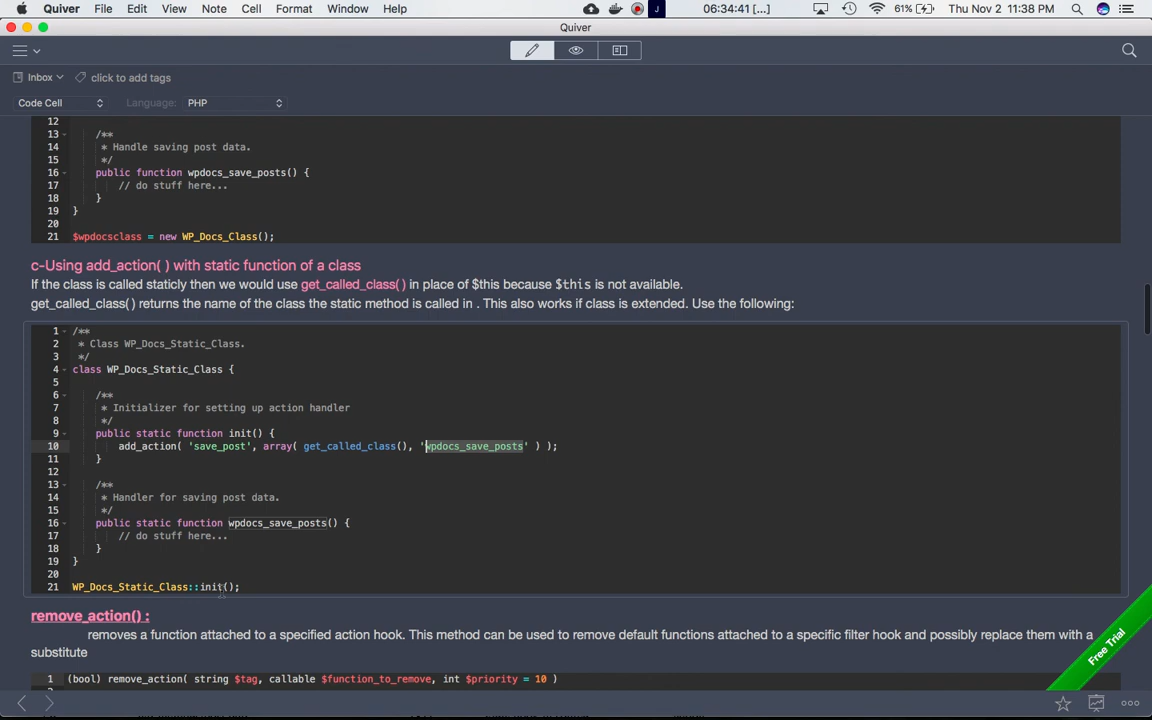 Quiver File Edit View Note Cell Format Window Help J 06:34:41 [...] 61% Thu Nov 2 11:38 PM
Quiver
Inbox click to add tags
Code Cell Language: PHP
12
13 /**
14 * Handle saving post data.
15 */
16 public function wpdocs_save_posts() {
17 // do stuff here...
18 }
19 }
20
21 $wpdocsclass = new WP_Docs_Class();
c-Using add_action( ) with static function of a class
If the class is called staticly then we would use get_called_class() in place of $this because $this is not available.
get_called_class() returns the name of the class the static method is called in . This also works if class is extended. Use the following:
1 /**
2 * Class WP_Docs_Static_Class.
3 */
4 class WP_Docs_Static_Class {
5
6 /**
7 * Initializer for setting up action handler
8 */
9 public static function init() {
10 add_action( 'save_post', array( get_called_class(), 'wpdocs_save_posts' ) );
11 }
12
13 /**
14 * Handler for saving post data.
15 */
16 public static function wpdocs_save_posts() {
17 // do stuff here...
18 }
19 }
20
21 WP_Docs_Static_Class::init();
remove_action() :
removes a function attached to a specified action hook. This method can be used to remove default functions attached to a specific filter hook and possibly replace them with a
substitute
Free Trial
1 (bool) remove_action( string $tag, callable $function_to_remove, int $priority = 10 )